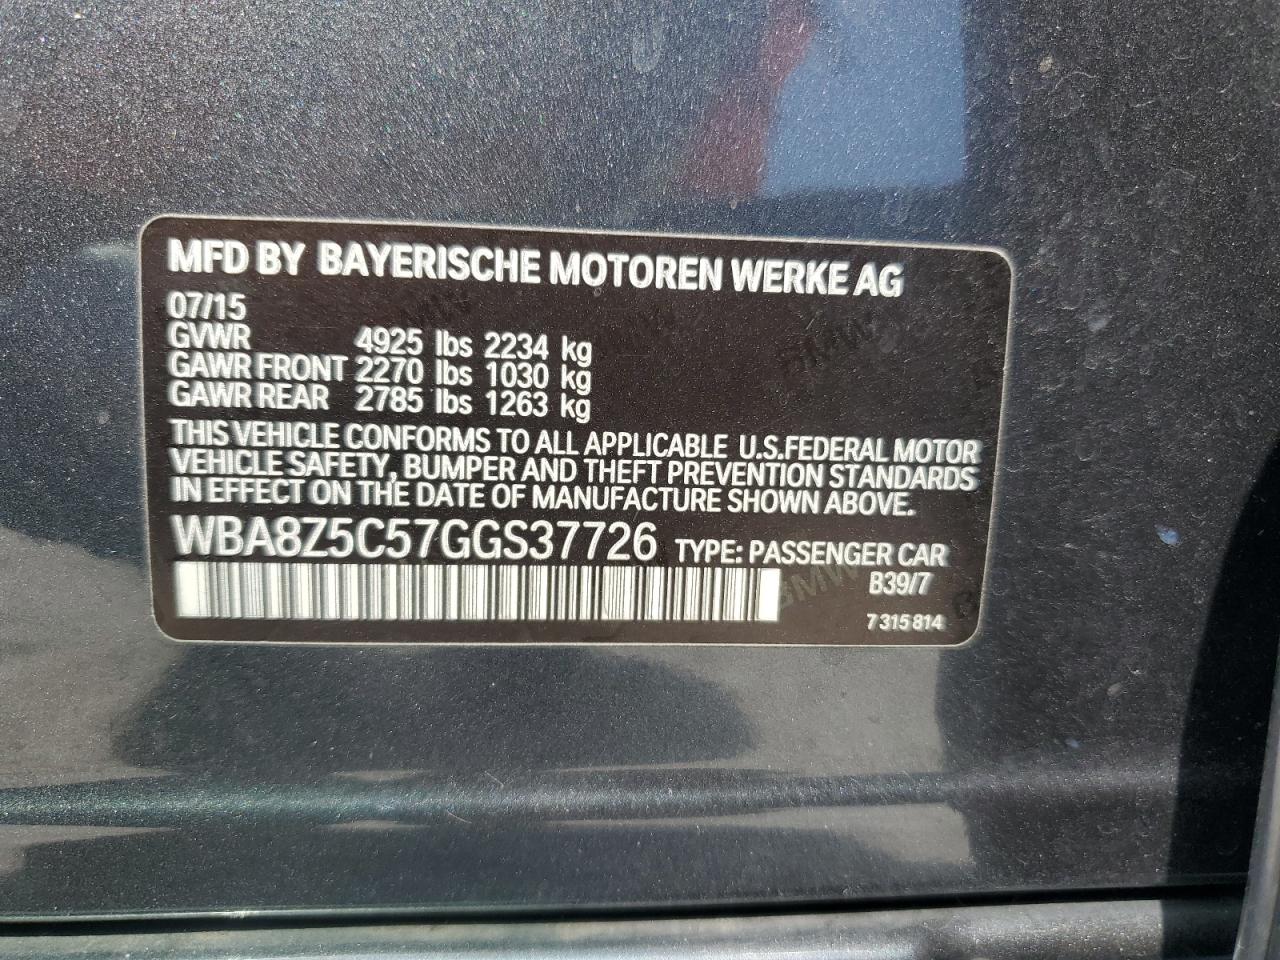 MFD BY BAYERISCHE MOTOREN WERKE AG
07/15
GVWR 4925 lbs 2234 kg
GAWR FRONT 2270 lbs 1030 kg
GAWR REAR 2785 lbs 1263 kg
THIS VEHICLE CONFORMS TO ALL APPLICABLE U.S.FEDERAL MOTOR
VEHICLE SAFETY, BUMPER AND THEFT PREVENTION STANDARDS
IN EFFECT ON THE DATE OF MANUFACTURE SHOWN ABOVE.
WBA8Z5C57GGS37726 TYPE: PASSENGER CAR
B39/7
7 315 814